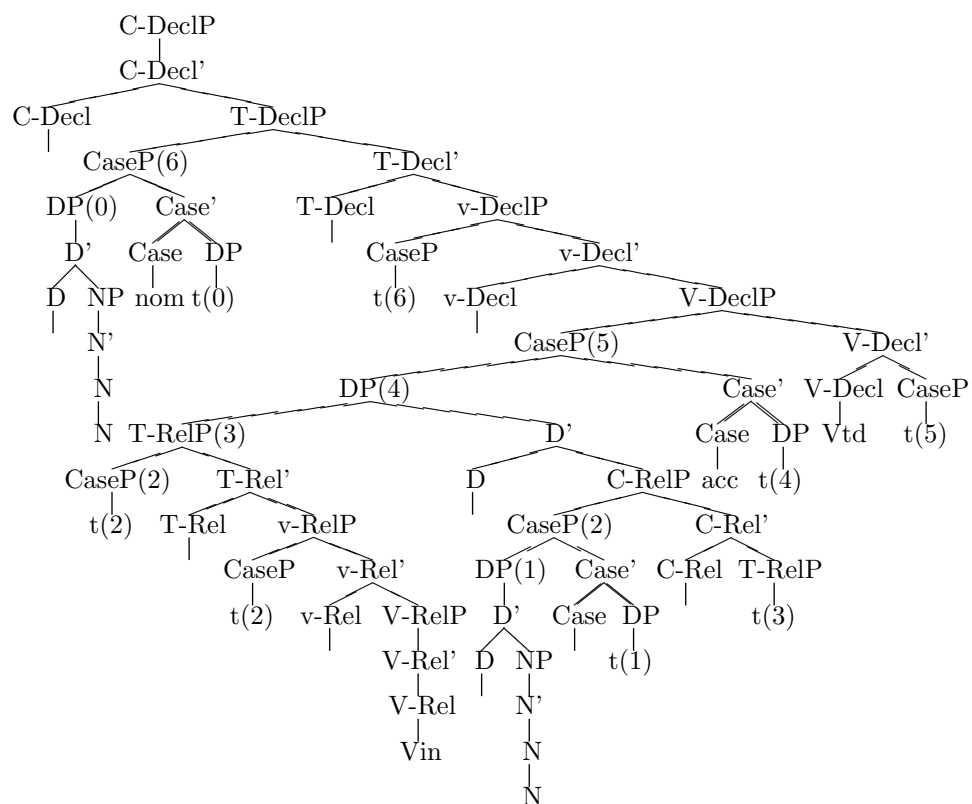 C-DeclP
C-Decl'
C-Decl T-DeclP
CaseP(6) T-Decl'
DP(0) Case' T-Decl v-DeclP
D' Case DP CaseP v-Decl'
D NP nom t(0) t(6) v-Decl V-DeclP
N' CaseP(5) V-Decl'
N DP(4) Case' V-Decl CaseP
N T-RelP(3) D' Case DP Vtd t(5)
CaseP(2) T-Rel' D C-RelP acc t(4)
t(2) T-Rel v-RelP CaseP(2) C-Rel'
CaseP v-Rel' DP(1) Case' C-Rel T-RelP
t(2) v-Rel V-RelP D' Case DP t(3)
V-Rel' D NP t(1)
V-Rel N'
Vin N
N